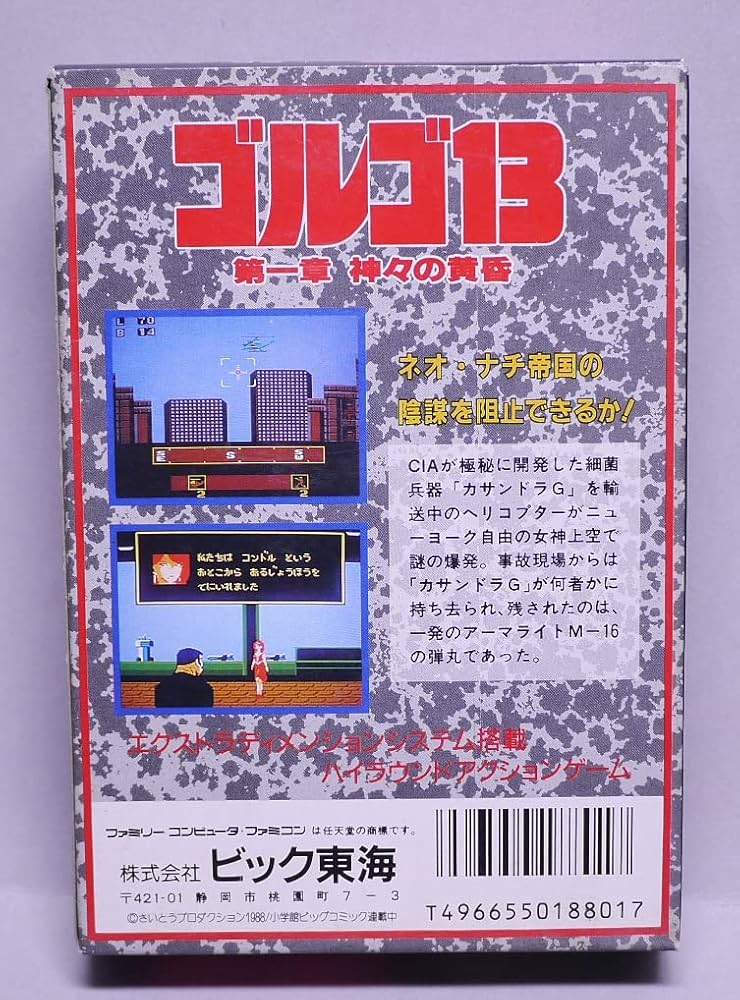 ゴルゴ13
第一章 神々の黄昏
L 70
B 14
E S SW
2 2
ネオ・ナチ帝国の
陰謀を阻止できるか!
CIAが極秘に開発した細菌
兵器「カサンドラG」を輸
送中のヘリコプターがニュ
ーヨーク自由の女神上空で
謎の爆発。事故現場からは
「カサンドラG」が何者かに
持ち去られ、残されたのは、
一発のアーマライトM-16
の弾丸であった。
私たちは コンドル という
おとこから あるじょうほうを
てにいれました
エクストラディメンションシステム搭載
ハイラウンドアクションゲーム
ファミリー コンピュータ・ファミコン は任天堂の商標です。
株式会社 ビック東海
〒421-01 静岡市桃園町7-3
©さいとうプロダクション1988/小学館ビッグコミック連載中
T4966550188017